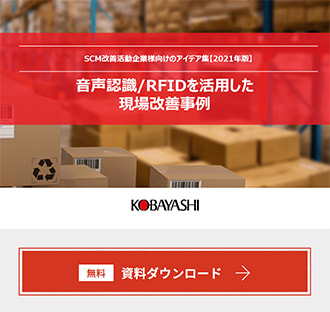 SCM改善活動企業様向けのアイデア集【2021年版】
音声認識/RFIDを活用した
現場改善事例
KOBAYASHI
無料 資料ダウンロード →